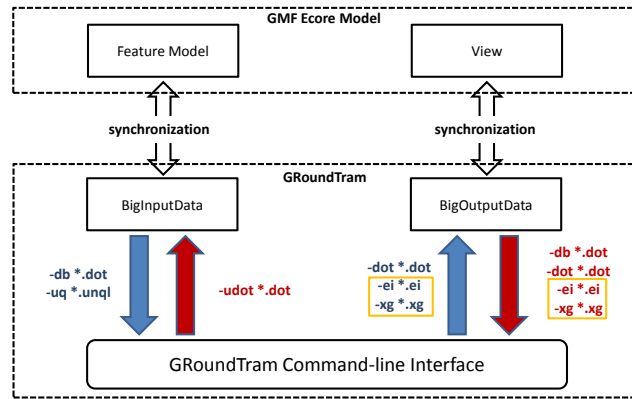 GMF Ecore Model
Feature Model
View
synchronization
synchronization
GRoundTram
BigInputData
BigOutputData
-db *.dot
-uq *.unql
-udot *.dot
-dot *.dot
-ei *.ei
-xg *.xg
-db *.dot
-dot *.dot
-ei *.ei
-xg *.xg
GRoundTram Command-line Interface